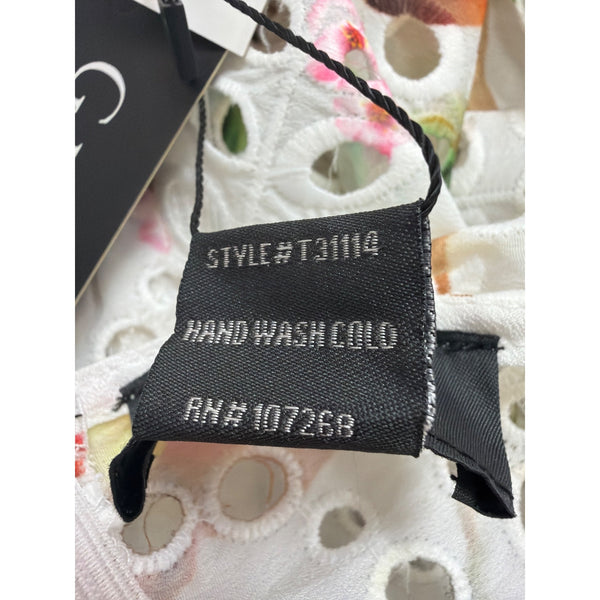 STYLE # T31114
HAND WASH COLD
RN# 107268